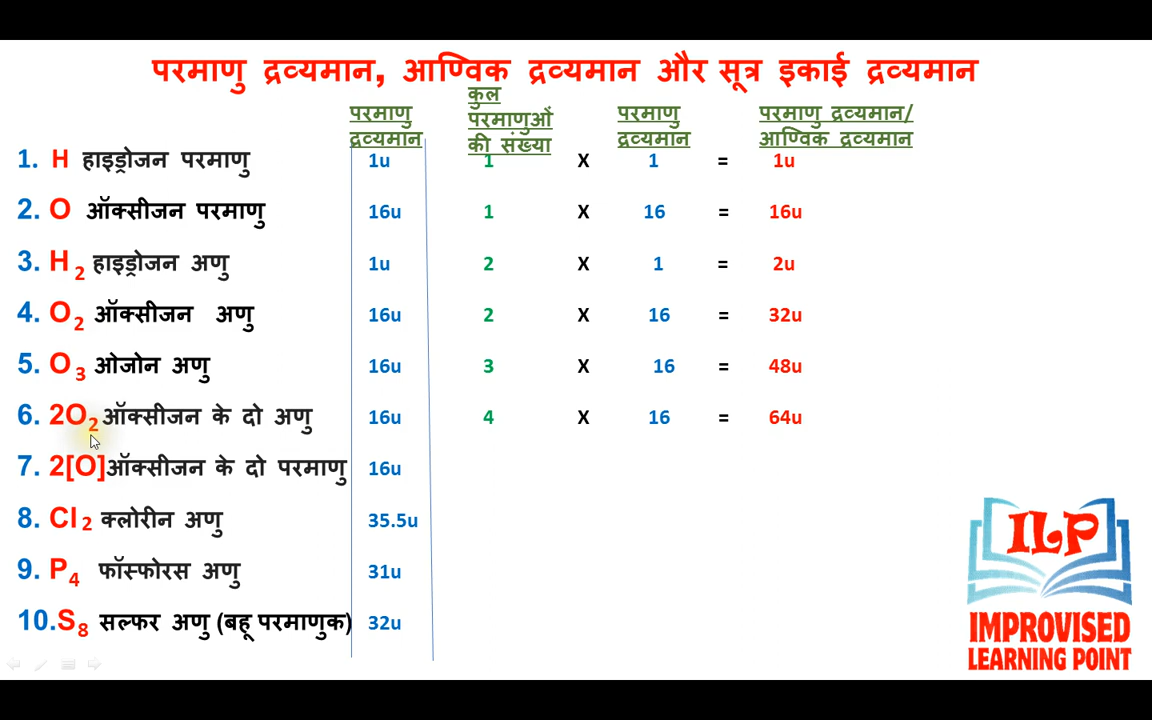 परमाणु द्रव्यमान, आण्विक द्रव्यमान और सूत्र इकाई द्रव्यमान
परमाणु द्रव्यमान कुल परमाणुओं की संख्या परमाणु द्रव्यमान परमाणु द्रव्यमान/ आण्विक द्रव्यमान
1. H हाइड्रोजन परमाणु 1u 1 X 1 = 1u
2. O ऑक्सीजन परमाणु 16u 1 X 16 = 16u
3. H2 हाइड्रोजन अणु 1u 2 X 1 = 2u
4. O2 ऑक्सीजन अणु 16u 2 X 16 = 32u
5. O3 ओजोन अणु 16u 3 X 16 = 48u
6. 2O2 ऑक्सीजन के दो अणु 16u 4 X 16 = 64u
7. 2[O] ऑक्सीजन के दो परमाणु 16u
8. Cl2 क्लोरीन अणु 35.5u
9. P4 फॉस्फोरस अणु 31u
10. S8 सल्फर अणु (बहू परमाणुक) 32u
ILP
IMPROVISED
LEARNING POINT